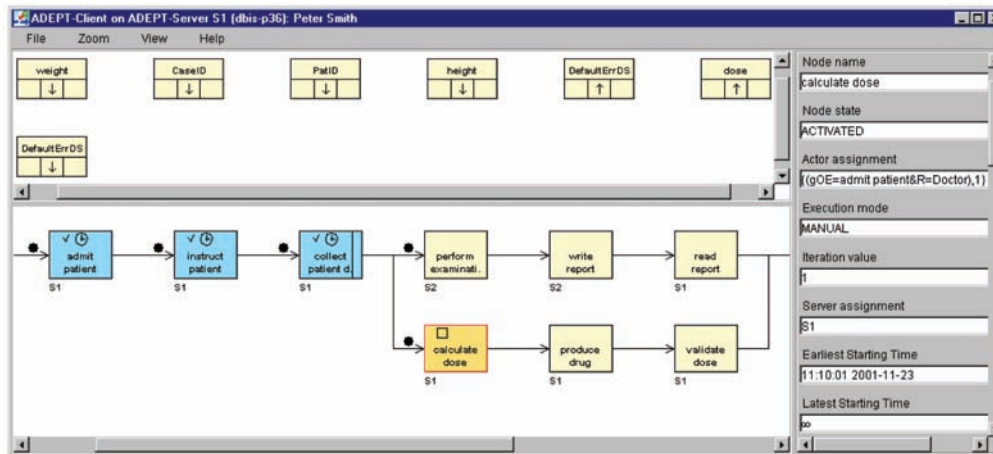 ADEPT-Client on ADEPT-Server S1 (dbis-p36): Peter Smith
File Zoom View Help
weight CaseID PatID height DefaultErrDS dose
DefaultErrDS
admit patient
S1
instruct patient
S1
collect patient d.
S1
perform examinati.
S2
write report
S2
read report
S1
calculate dose
S1
produce drug
S1
validate dose
S1
Node name
calculate dose
Node state
ACTIVATED
Actor assignment
((gOE=admit patient&R=Doctor),1)
Execution mode
MANUAL
Iteration value
1
Server assignment
S1
Earliest Starting Time
11:10:01 2001-11-23
Latest Starting Time
∞